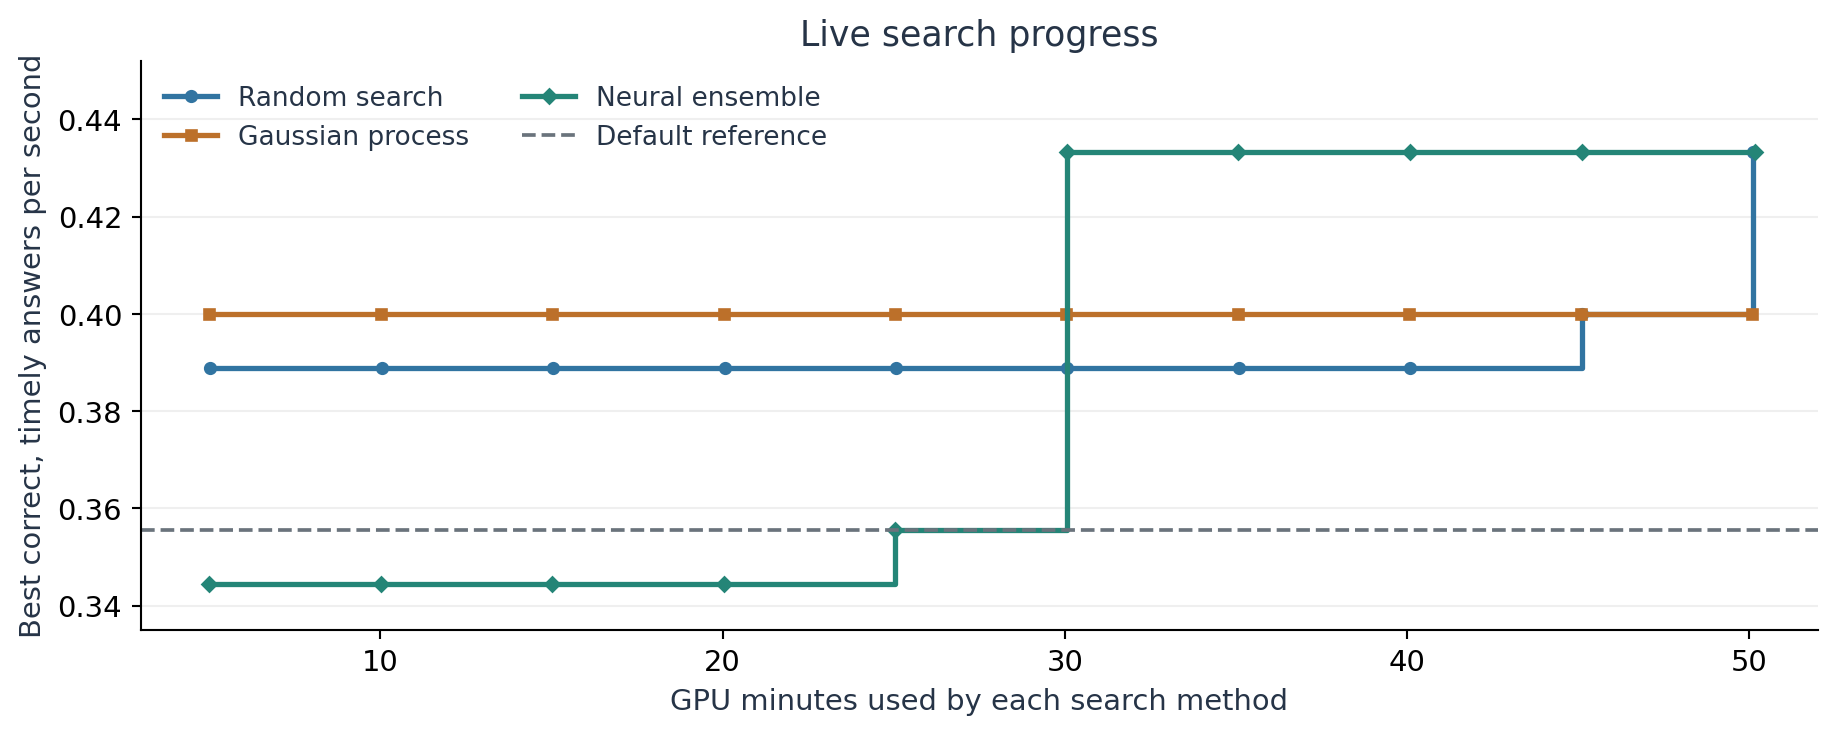 Live search progress
Random search
Gaussian process
Neural ensemble
Default reference
Best correct, timely answers per second
0.44
0.42
0.40
0.38
0.36
0.34
10 20 30 40 50
GPU minutes used by each search method